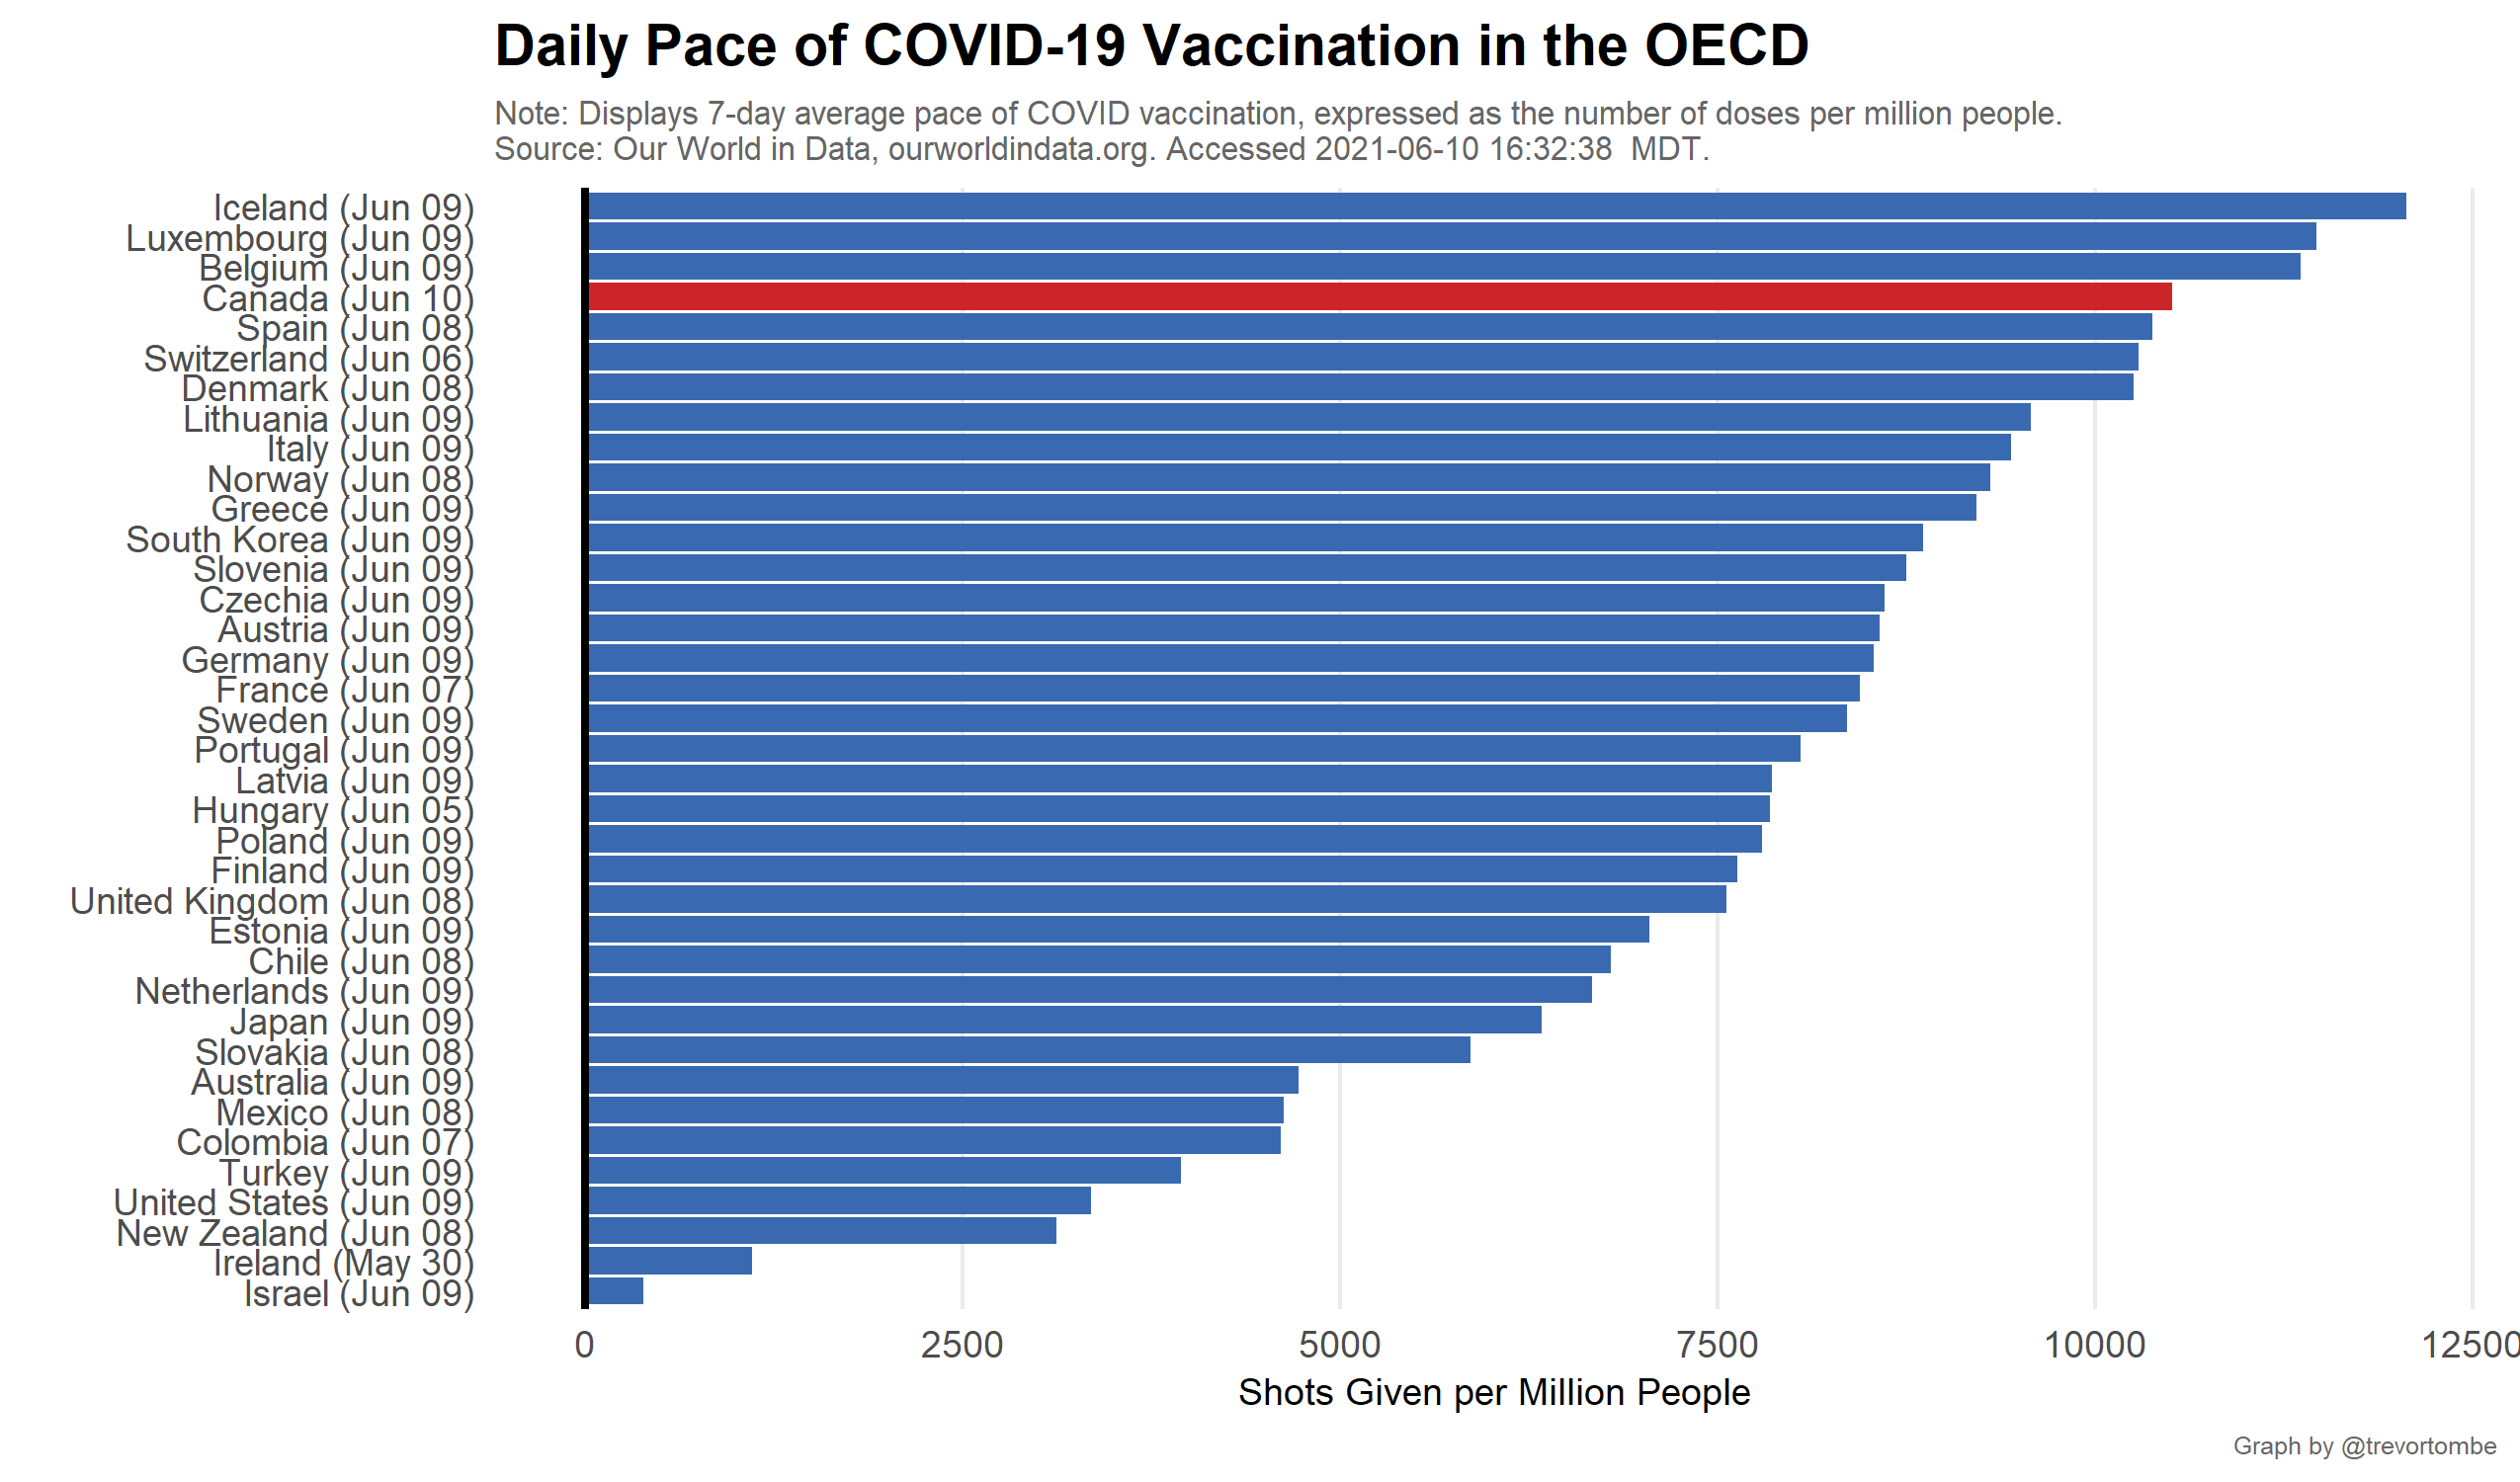 Daily Pace of COVID-19 Vaccination in the OECD
Note: Displays 7-day average pace of COVID vaccination, expressed as the number of doses per million people.
Source: Our World in Data, ourworldindata.org. Accessed 2021-06-10 16:32:38  MDT.
Iceland (Jun 09)
Luxembourg (Jun 09)
Belgium (Jun 09)
Canada (Jun 10)
Spain (Jun 08)
Switzerland (Jun 06)
Denmark (Jun 08)
Lithuania (Jun 09)
Italy (Jun 09)
Norway (Jun 08)
Greece (Jun 09)
South Korea (Jun 09)
Slovenia (Jun 09)
Czechia (Jun 09)
Austria (Jun 09)
Germany (Jun 09)
France (Jun 07)
Sweden (Jun 09)
Portugal (Jun 09)
Latvia (Jun 09)
Hungary (Jun 05)
Poland (Jun 09)
Finland (Jun 09)
United Kingdom (Jun 08)
Estonia (Jun 09)
Chile (Jun 08)
Netherlands (Jun 09)
Japan (Jun 09)
Slovakia (Jun 08)
Australia (Jun 09)
Mexico (Jun 08)
Colombia (Jun 07)
Turkey (Jun 09)
United States (Jun 09)
New Zealand (Jun 08)
Ireland (May 30)
Israel (Jun 09)
0 2500 5000 7500 10000 12500
Shots Given per Million People
Graph by @trevortombe